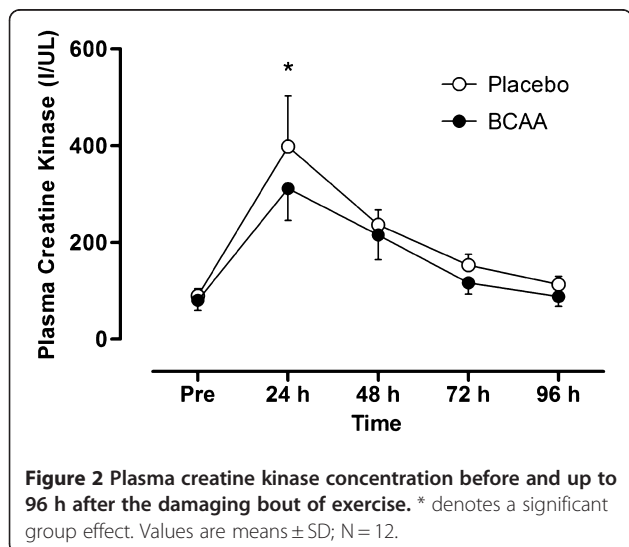 600
400
200
0
Plasma Creatine Kinase (I/UL)
*
Placebo
BCAA
Pre 24 h 48 h 72 h 96 h
Time
Figure 2 Plasma creatine kinase concentration before and up to
96 h after the damaging bout of exercise. * denotes a significant
group effect. Values are means ± SD; N = 12.